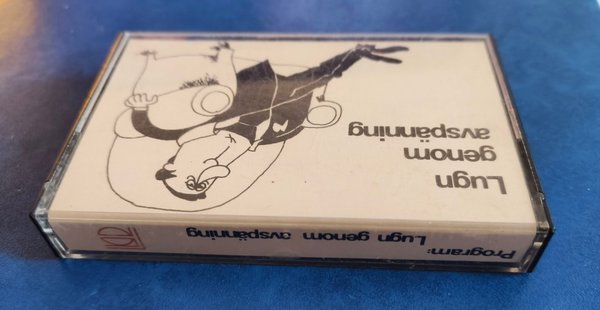 Lugn
genom
avspänning
Program:
Lugn genom avspänning